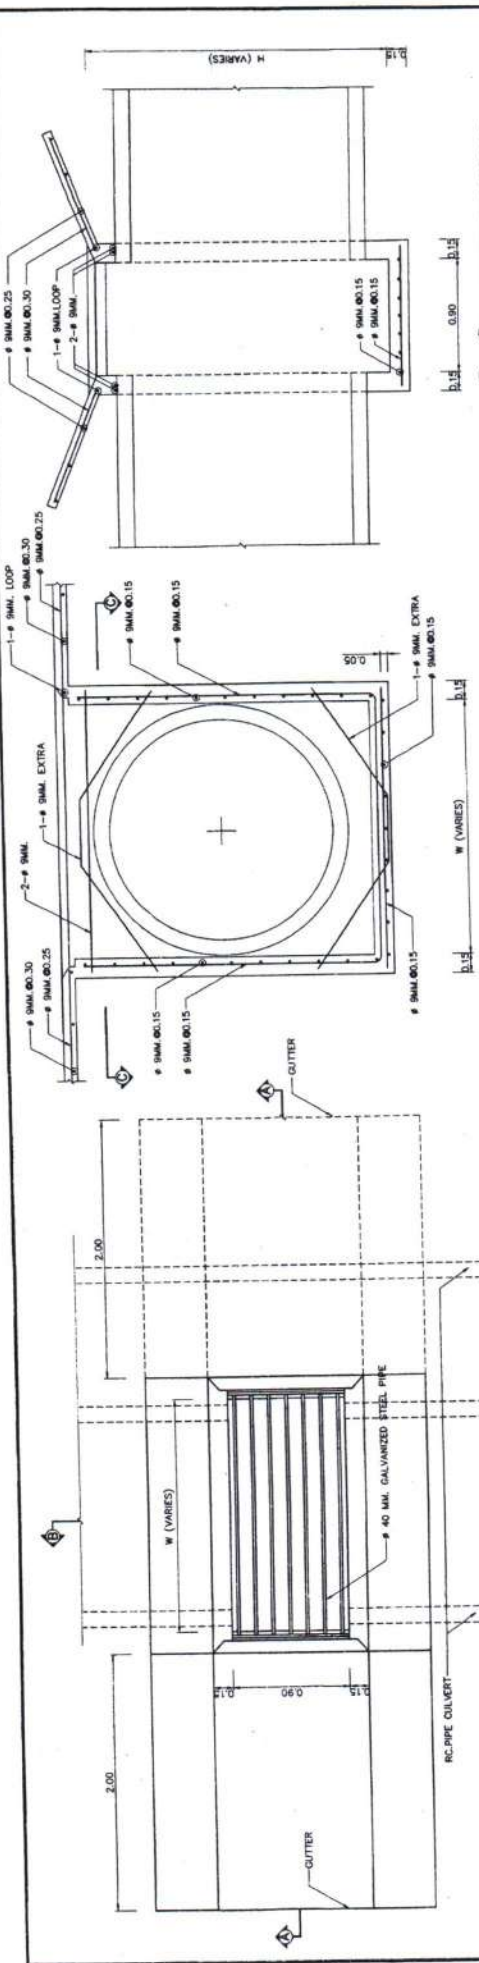 ø 9MM.@0.25
ø 9MM.@0.30
1-ø 9MM.LOOP
2-ø 9MM.
H (VARIES)
0.15
ø 9MM.@0.15
ø 9MM.@0.15
0.15
0.90
0.15
ø 9MM.@0.30
ø 9MM.@0.25
2-ø 9MM.
1-ø 9MM. EXTRA
1-ø 9MM. LOOP
ø 9MM.@0.30
ø 9MM.@0.25
C
C
ø 9MM.@0.15
ø 9MM.@0.15
ø 9MM.@0.15
ø 9MM.@0.15
0.05
1-ø 9MM. EXTRA
ø 9MM.@0.15
ø 9MM.@0.15
0.15
W (VARIES)
0.15
B
2.00
W (VARIES)
2.00
A
GUTTER
0.15
0.90
0.15
ø 40 MM. GALVANIZED STEEL PIPE
GUTTER
A
RC.PIPE CULVERT